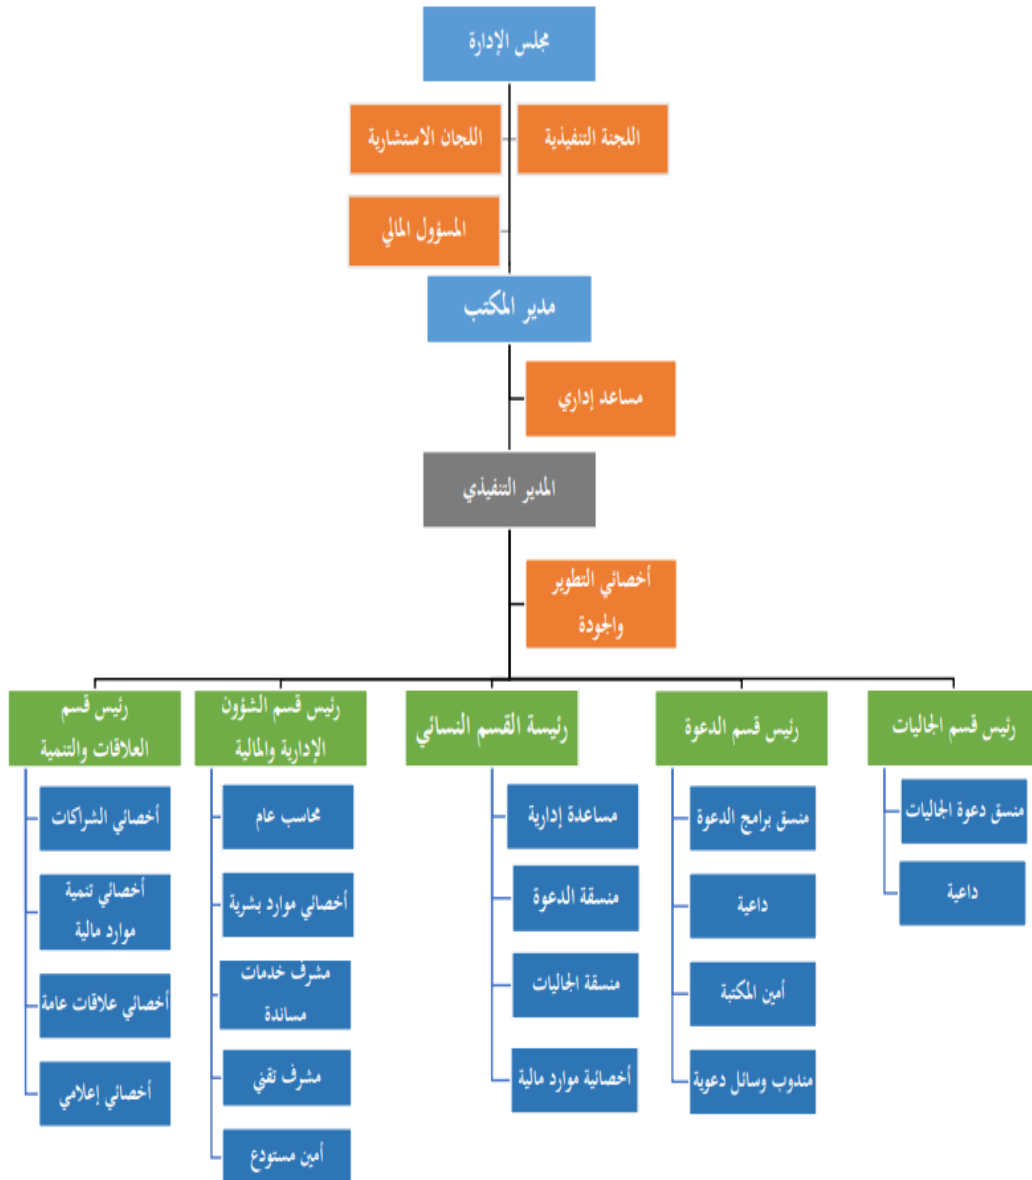 مجلس الإدارة
اللجنة التنفيذية
اللجان الاستشارية
المسؤول المالي
مدير المكتب
مساعد إداري
المدير التنفيذي
أخصائي التطوير
والجودة
رئيس قسم الجاليات
منسق دعوة الجاليات
داعية
رئيس قسم الدعوة
منسق برامج الدعوة
داعية
أمين المكتبة
مندوب وسائل دعوية
رئيسة القسم النسائي
مساعدة إدارية
منسقة الدعوة
منسقة الجاليات
أخصائية موارد مالية
رئيس قسم الشؤون
الإدارية والمالية
محاسب عام
أخصائي موارد بشرية
مشرف خدمات
مساندة
مشرف تقني
أمين مستودع
رئيس قسم
العلاقات والتنمية
أخصائي الشراكات
أخصائي تنمية
موارد مالية
أخصائي علاقات عامة
أخصائي إعلامي